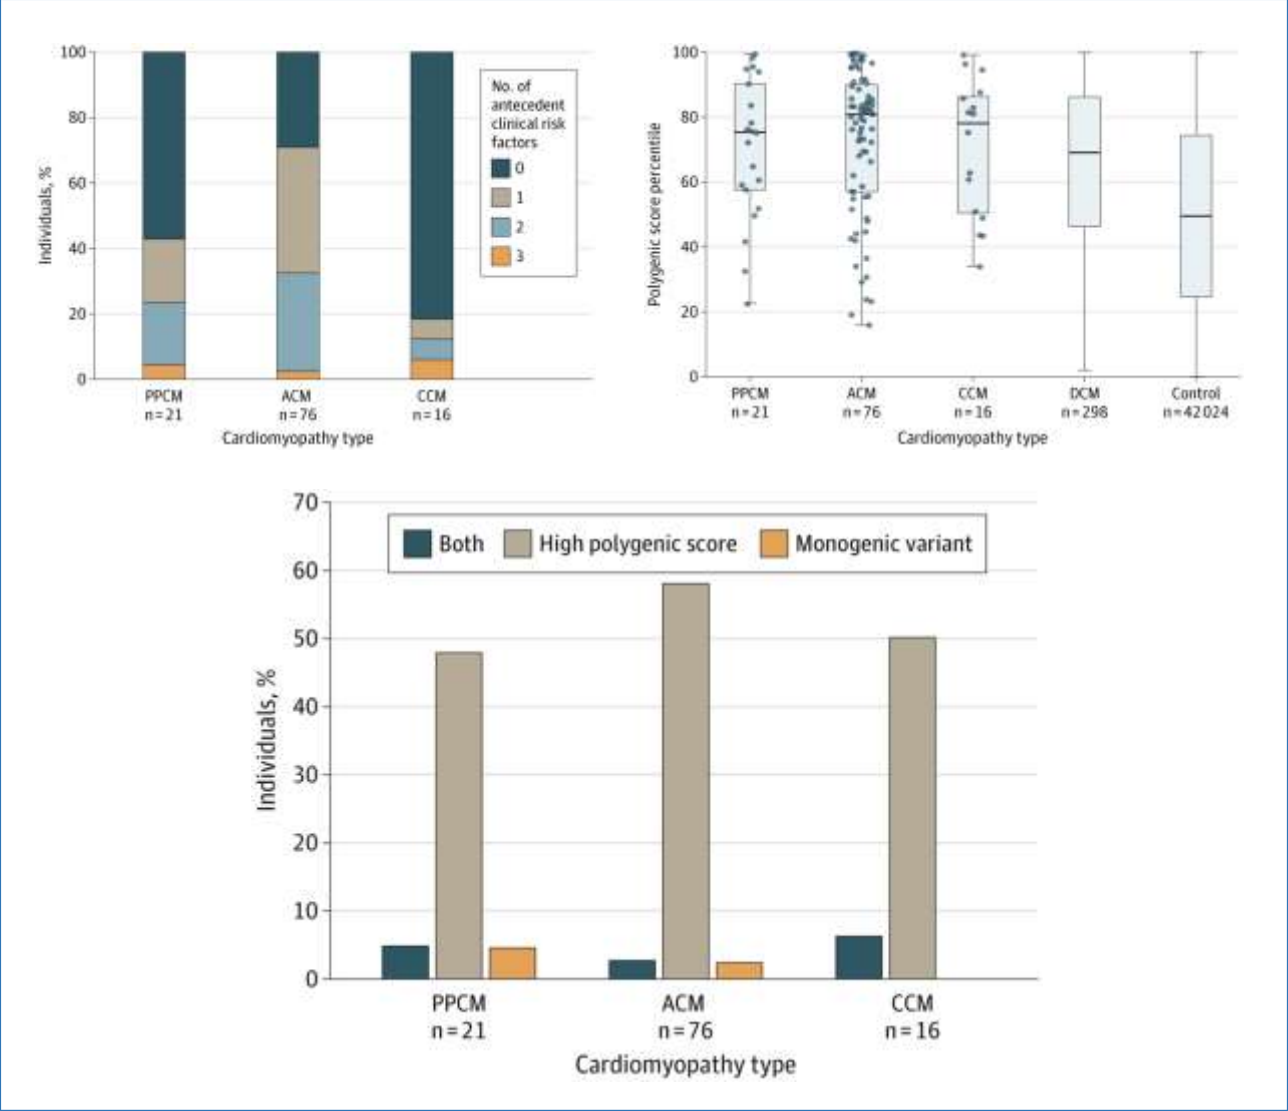 100
80
60
40
20
0
Individuals, %
No. of
antecedent
clinical risk
factors
0
1
2
3
PPCM
n=21
ACM
n=76
CCM
n=16
Cardiomyopathy type
100
80
60
40
20
0
Polygenic score percentile
PPCM
n=21
ACM
n=76
CCM
n=16
DCM
n=298
Control
n=42024
Cardiomyopathy type
70
60
50
40
30
20
10
0
Individuals, %
Both
High polygenic score
Monogenic variant
PPCM
n=21
ACM
n=76
CCM
n=16
Cardiomyopathy type